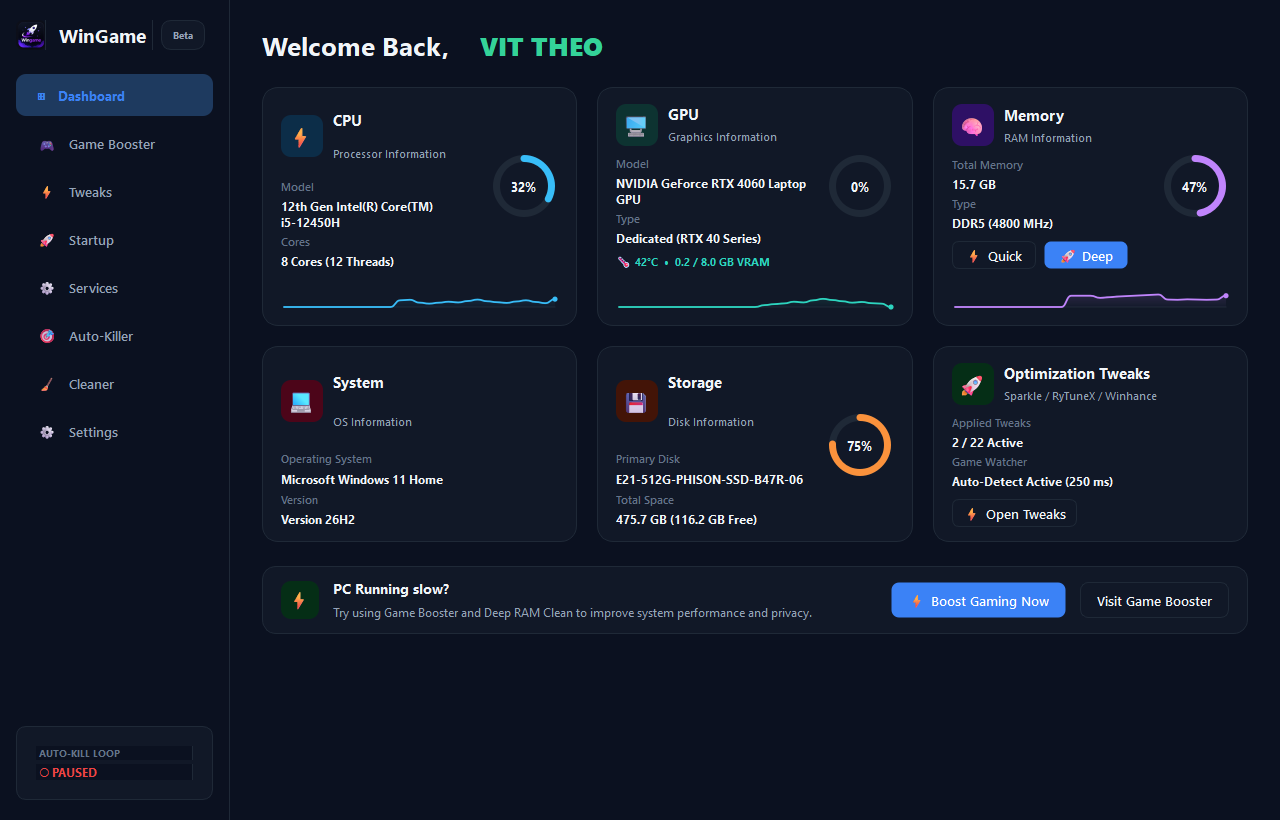 WinGame Beta
Dashboard
Game Booster
Tweaks
Startup
Services
Auto-Killer
Cleaner
Settings
AUTO-KILL LOOP
PAUSED
Welcome Back, VIT THEO
CPU
Processor Information
Model
12th Gen Intel(R) Core(TM)
i5-12450H
Cores
8 Cores (12 Threads)
32%
GPU
Graphics Information
Model
NVIDIA GeForce RTX 4060 Laptop
GPU
Type
Dedicated (RTX 40 Series)
42°C • 0.2 / 8.0 GB VRAM
0%
Memory
RAM Information
Total Memory
15.7 GB
Type
DDR5 (4800 MHz)
47%
Quick
Deep
System
OS Information
Operating System
Microsoft Windows 11 Home
Version
Version 26H2
Storage
Disk Information
Primary Disk
E21-512G-PHISON-SSD-B47R-06
Total Space
475.7 GB (116.2 GB Free)
75%
Optimization Tweaks
Sparkle / RyTuneX / Winhance
Applied Tweaks
2 / 22 Active
Game Watcher
Auto-Detect Active (250 ms)
Open Tweaks
PC Running slow?
Try using Game Booster and Deep RAM Clean to improve system performance and privacy.
Boost Gaming Now
Visit Game Booster